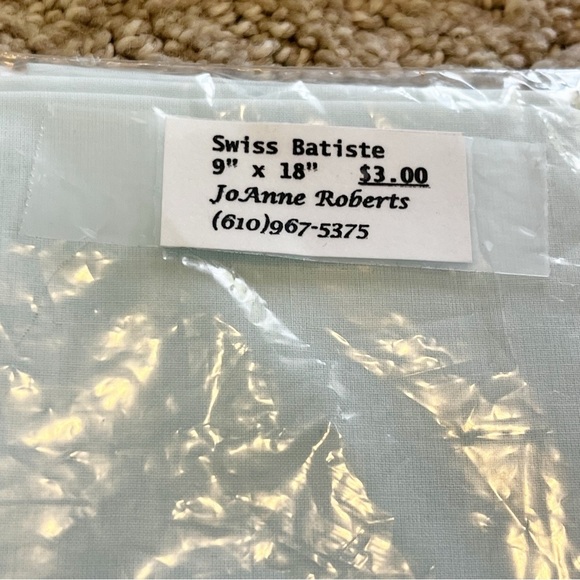 Swiss Batiste
9" x 18" $3.00
JoAnne Roberts
(610)967-5375